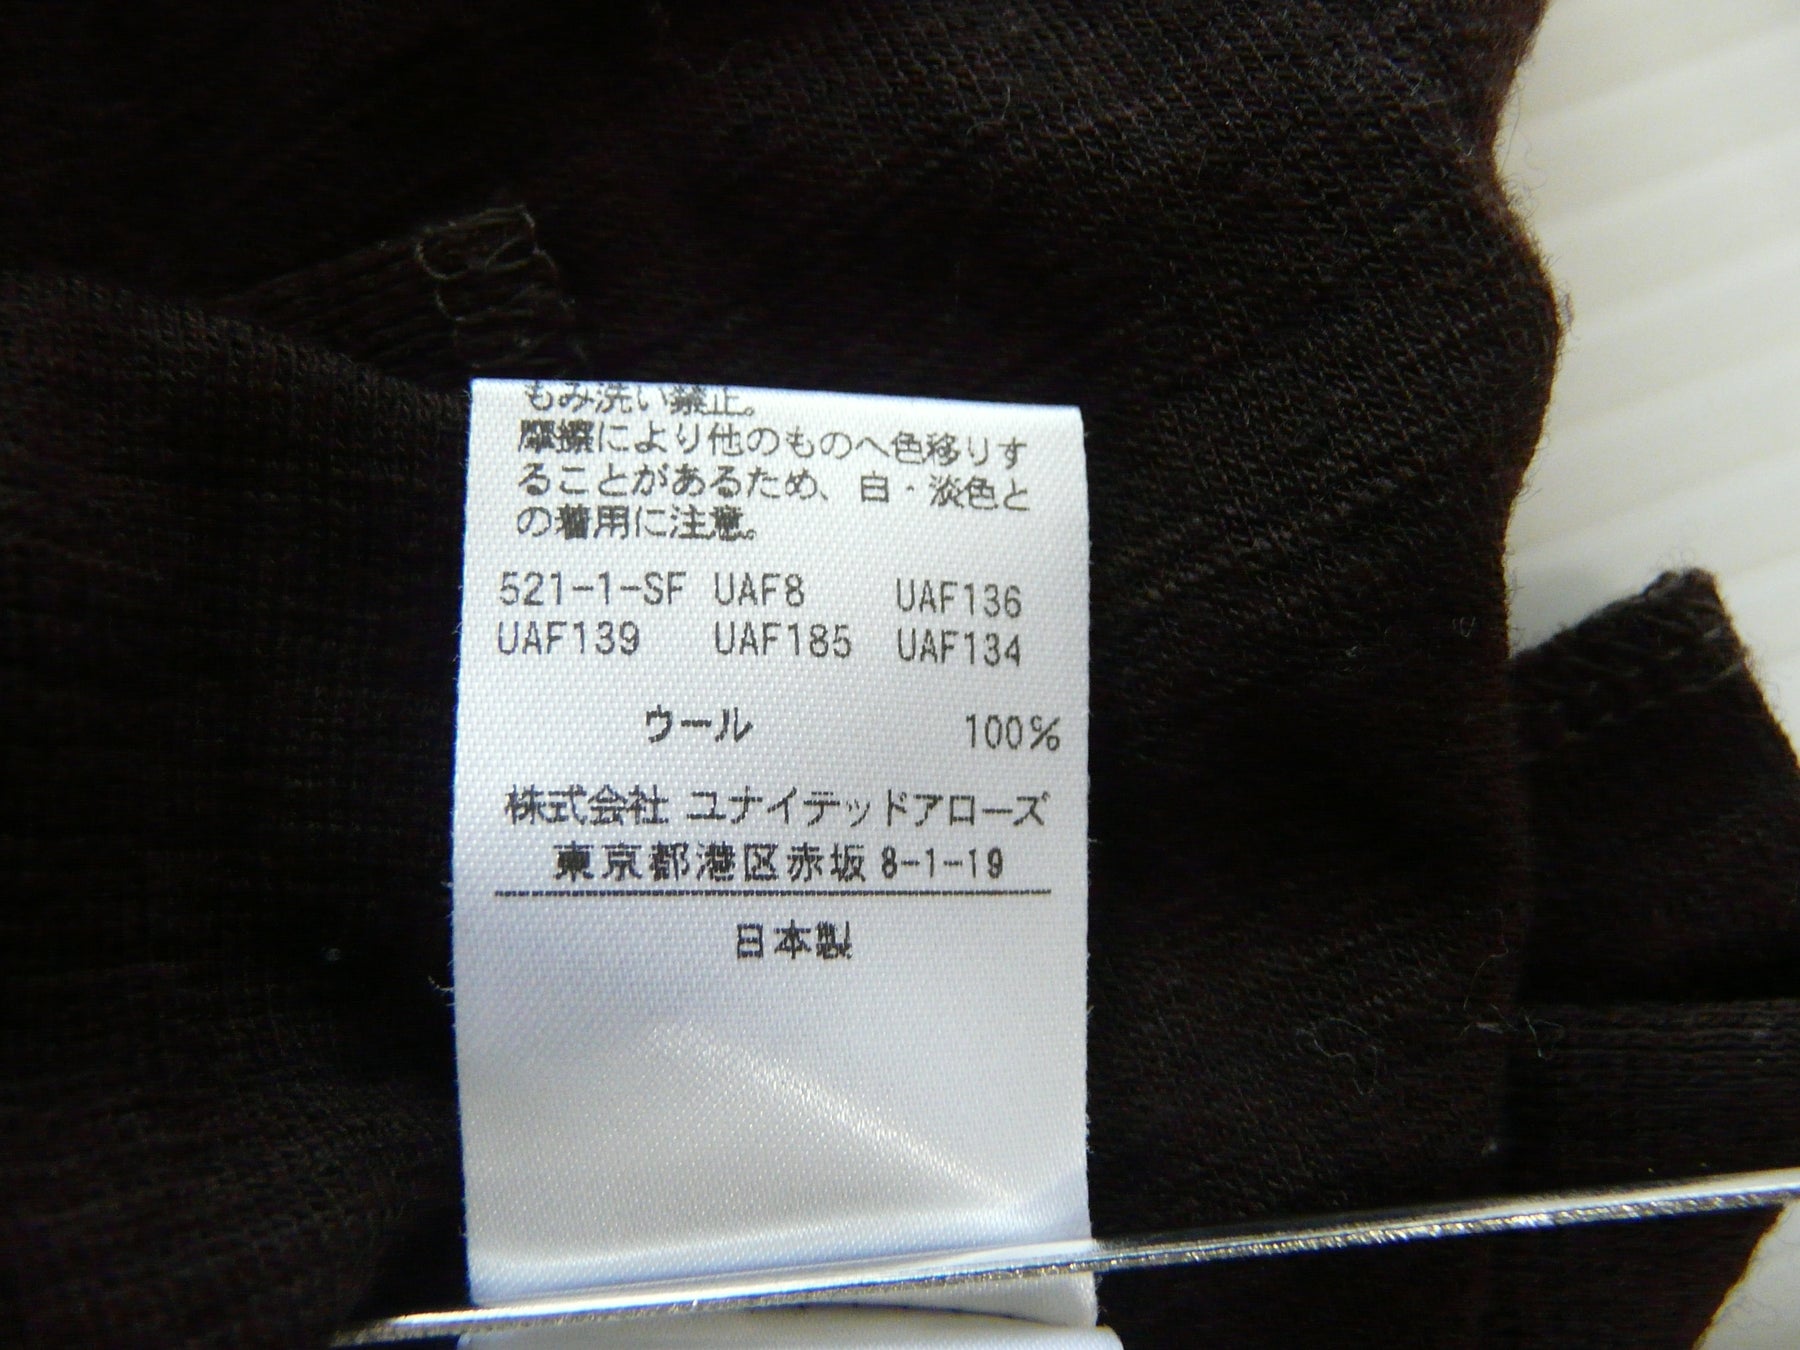 もみ洗い禁止。
摩擦により他のものへ色移りす
ることがあるため、白・淡色と
の着用に注意。
521-1-SF UAF8 UAF136
UAF139 UAF185 UAF134
ウール 100%
株式会社 ユナイテッドアローズ
東京都港区赤坂 8-1-19
日本製